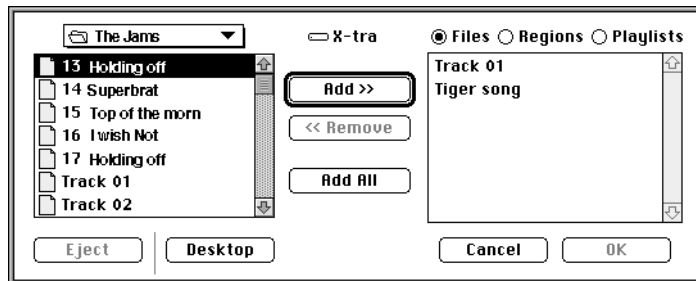 The Jams
X-tra
Files Regions Playlists
13 Holding off
14 Superbrat
15 Top of the morn
16 I wish Not
17 Holding off
Track 01
Track 02
Add >>
<< Remove
Add All
Track 01
Tiger song
Eject
Desktop
Cancel
OK